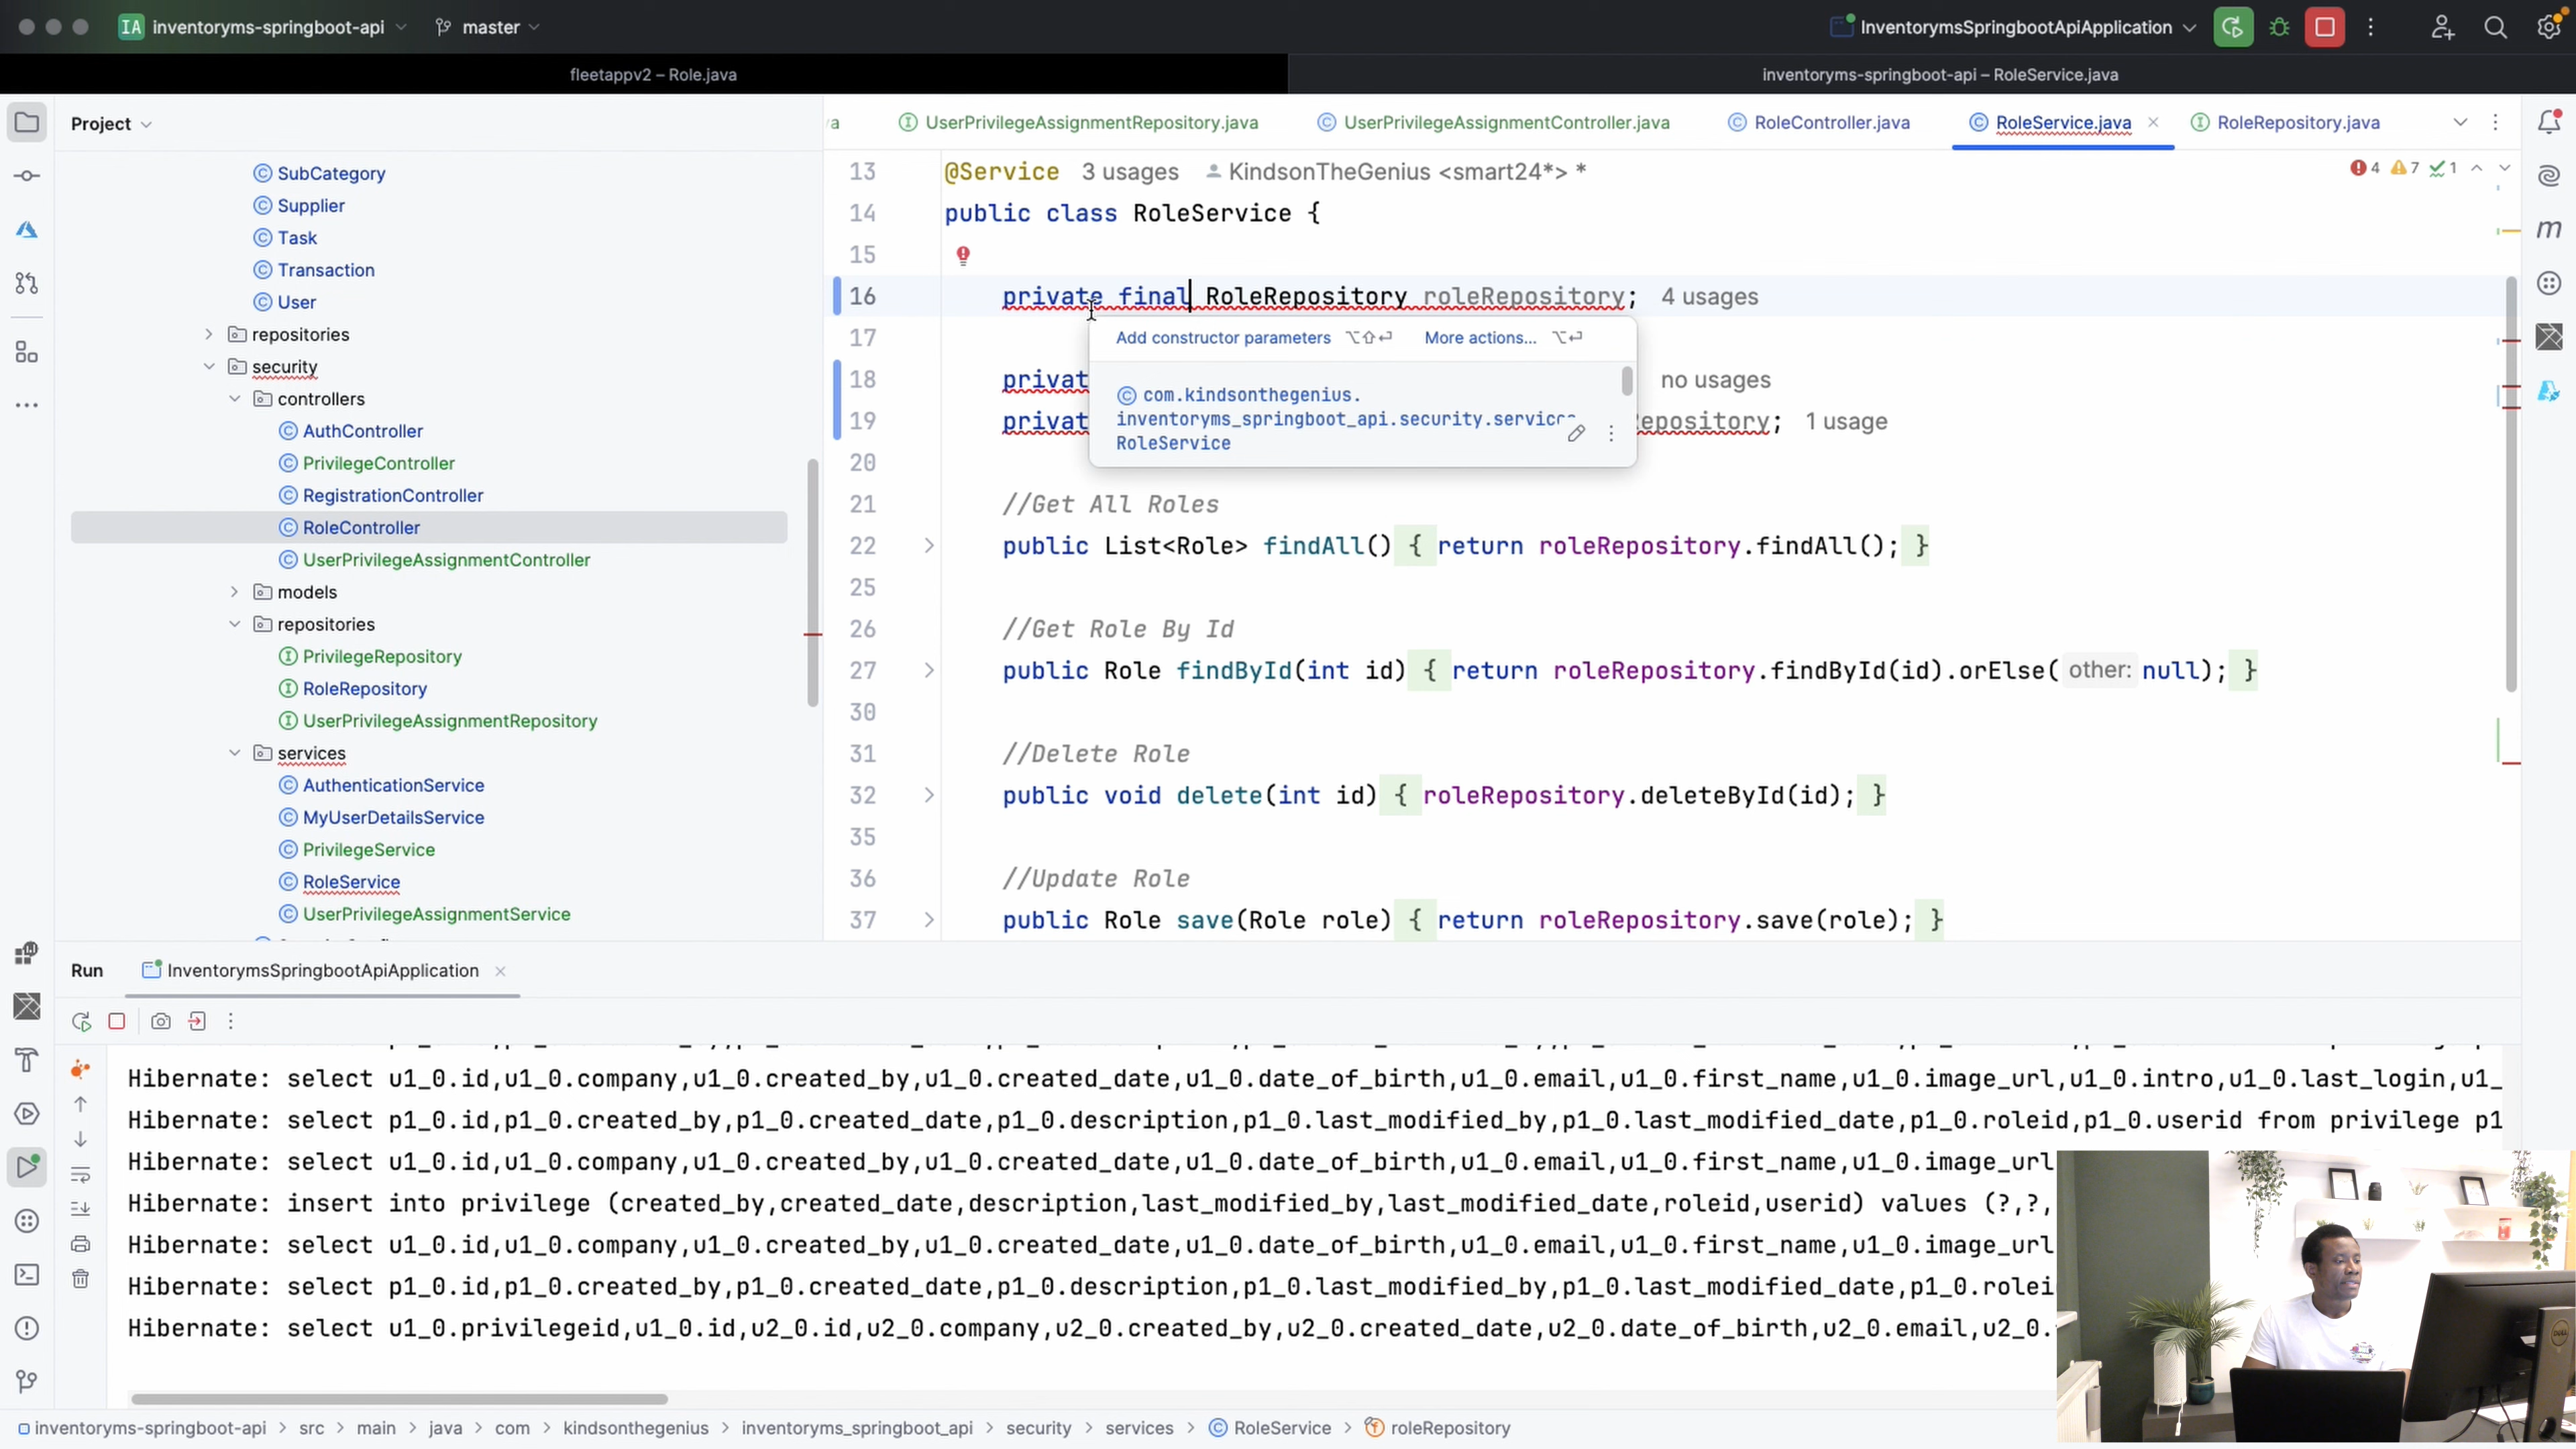 IA inventoryms-springboot-api master InventorymsSpringbootApiApplication
fleetappv2 – Role.java inventoryms-springboot-api – RoleService.java
Project
UserPrivilegeAssignmentRepository.java UserPrivilegeAssignmentController.java RoleController.java RoleService.java RoleRepository.java
SubCategory
Supplier
Task
Transaction
User
repositories
security
controllers
AuthController
PrivilegeController
RegistrationController
RoleController
UserPrivilegeAssignmentController
models
repositories
PrivilegeRepository
RoleRepository
UserPrivilegeAssignmentRepository
services
AuthenticationService
MyUserDetailsService
PrivilegeService
RoleService
UserPrivilegeAssignmentService
4 7 1
13 @Service 3 usages KindsonTheGenius <smart24*> *
14 public class RoleService {
15
16 private final RoleRepository roleRepository; 4 usages
17
18 privat no usages
19 privat epository; 1 usage
Add constructor parameters ⌥⇧⏎ More actions... ⌥⏎
com.kindsonthegenius.
inventoryms_springboot_api.security.services
RoleService
20
21 //Get All Roles
22 public List<Role> findAll() { return roleRepository.findAll(); }
25
26 //Get Role By Id
27 public Role findById(int id) { return roleRepository.findById(id).orElse( other: null); }
30
31 //Delete Role
32 public void delete(int id) { roleRepository.deleteById(id); }
35
36 //Update Role
37 public Role save(Role role) { return roleRepository.save(role); }
Run InventorymsSpringbootApiApplication
Hibernate: select u1_0.id,u1_0.company,u1_0.created_by,u1_0.created_date,u1_0.date_of_birth,u1_0.email,u1_0.first_name,u1_0.image_url,u1_0.intro,u1_0.last_login,u1_
Hibernate: select p1_0.id,p1_0.created_by,p1_0.created_date,p1_0.description,p1_0.last_modified_by,p1_0.last_modified_date,p1_0.roleid,p1_0.userid from privilege p1
Hibernate: select u1_0.id,u1_0.company,u1_0.created_by,u1_0.created_date,u1_0.date_of_birth,u1_0.email,u1_0.first_name,u1_0.image_url
Hibernate: insert into privilege (created_by,created_date,description,last_modified_by,last_modified_date,roleid,userid) values (?,?,
Hibernate: select u1_0.id,u1_0.company,u1_0.created_by,u1_0.created_date,u1_0.date_of_birth,u1_0.email,u1_0.first_name,u1_0.image_url
Hibernate: select p1_0.id,p1_0.created_by,p1_0.created_date,p1_0.description,p1_0.last_modified_by,p1_0.last_modified_date,p1_0.rolei
Hibernate: select u1_0.privilegeid,u1_0.id,u2_0.id,u2_0.company,u2_0.created_by,u2_0.created_date,u2_0.date_of_birth,u2_0.email,u2_0.
inventoryms-springboot-api > src > main > java > com > kindsonthegenius > inventoryms_springboot_api > security > services > RoleService > roleRepository